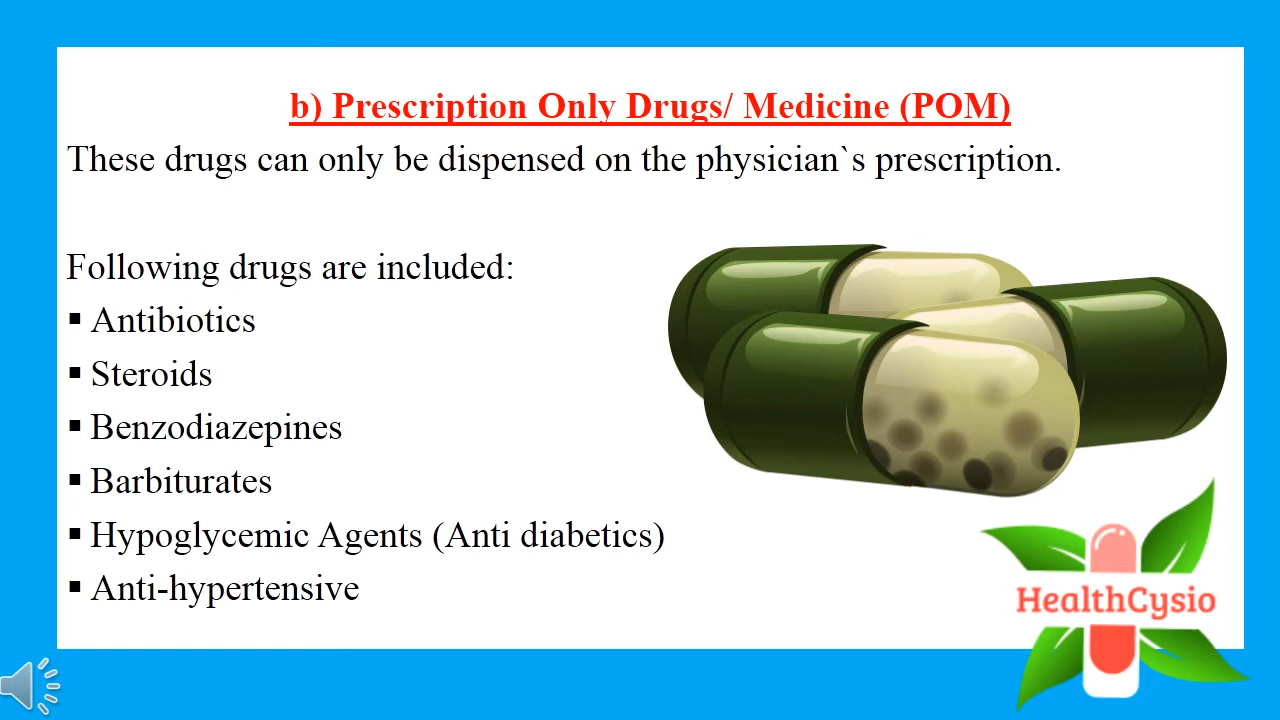 b) Prescription Only Drugs/ Medicine (POM)
These drugs can only be dispensed on the physician`s prescription.
Following drugs are included:
▪ Antibiotics
▪ Steroids
▪ Benzodiazepines
▪ Barbiturates
▪ Hypoglycemic Agents (Anti diabetics)
▪ Anti-hypertensive
HealthCysio